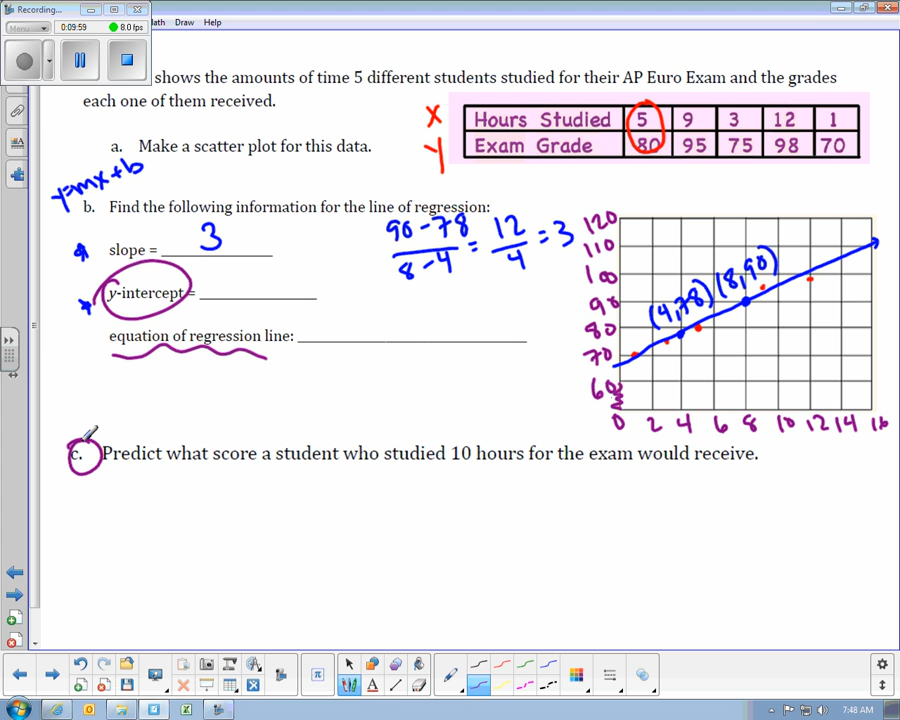 Recording...
Menu
00:09:59
8.0 fps
Math Draw Help
shows the amounts of time 5 different students studied for their AP Euro Exam and the grades
each one of them received.
x Hours Studied 5 9 3 12 1
y Exam Grade 80 95 75 98 70
a. Make a scatter plot for this data.
y=mx+b
b. Find the following information for the line of regression:
slope = 3
90-78 / 8-4 = 12/4 = 3
y-intercept =
equation of regression line:
120
110
100
90
80
70
60
(4,78) (8,90)
0 2 4 6 8 10 12 14 16
c. Predict what score a student who studied 10 hours for the exam would receive.
7:48 AM